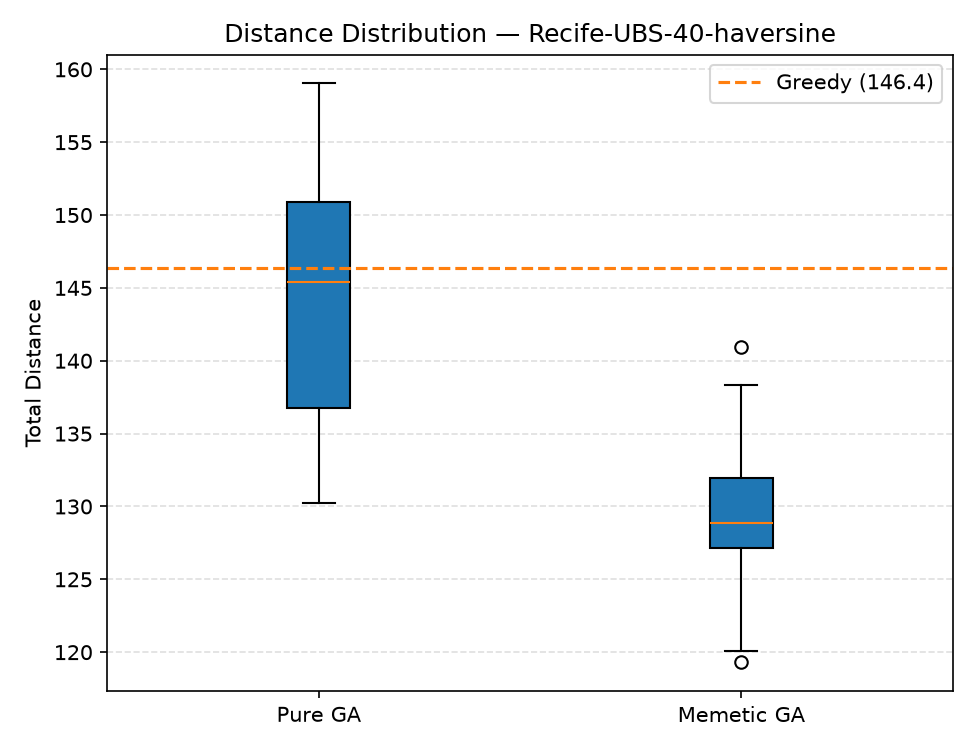 Distance Distribution — Recife-UBS-40-haversine
Greedy (146.4)
Total Distance
160
155
150
145
140
135
130
125
120
Pure GA
Memetic GA